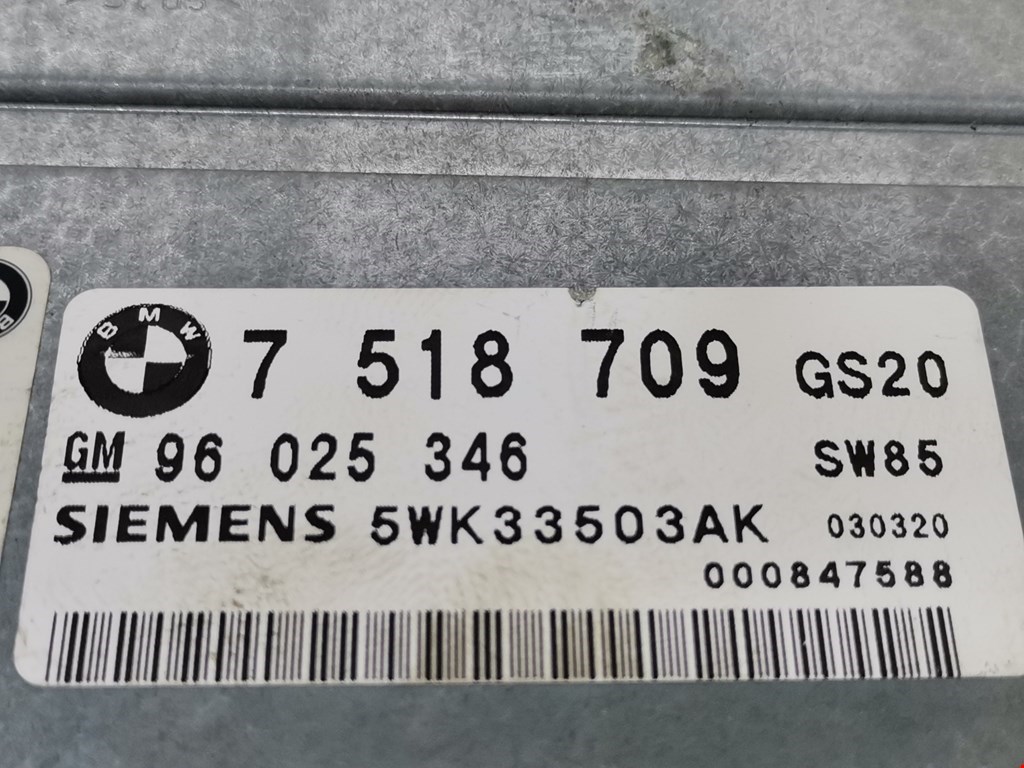 BMW 7 518 709 GS20
GM 96 025 346 SW85
SIEMENS 5WK33503AK 030320
000847588